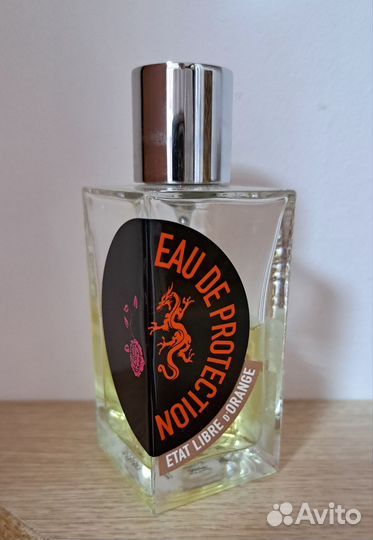 EAU DE PROTECTION
ETAT LIBRE D'ORANGE
Avito